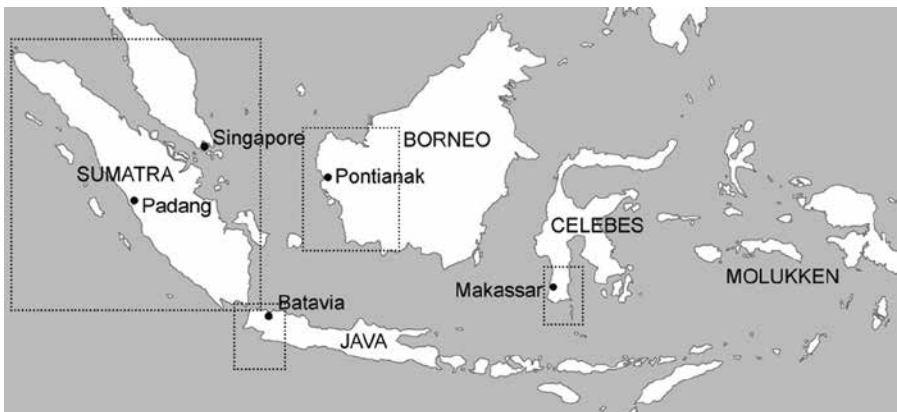 Singapore
BORNEO
SUMATRA
Pontianak
Padang
CELEBES
MOLUKKEN
Makassar
Batavia
JAVA